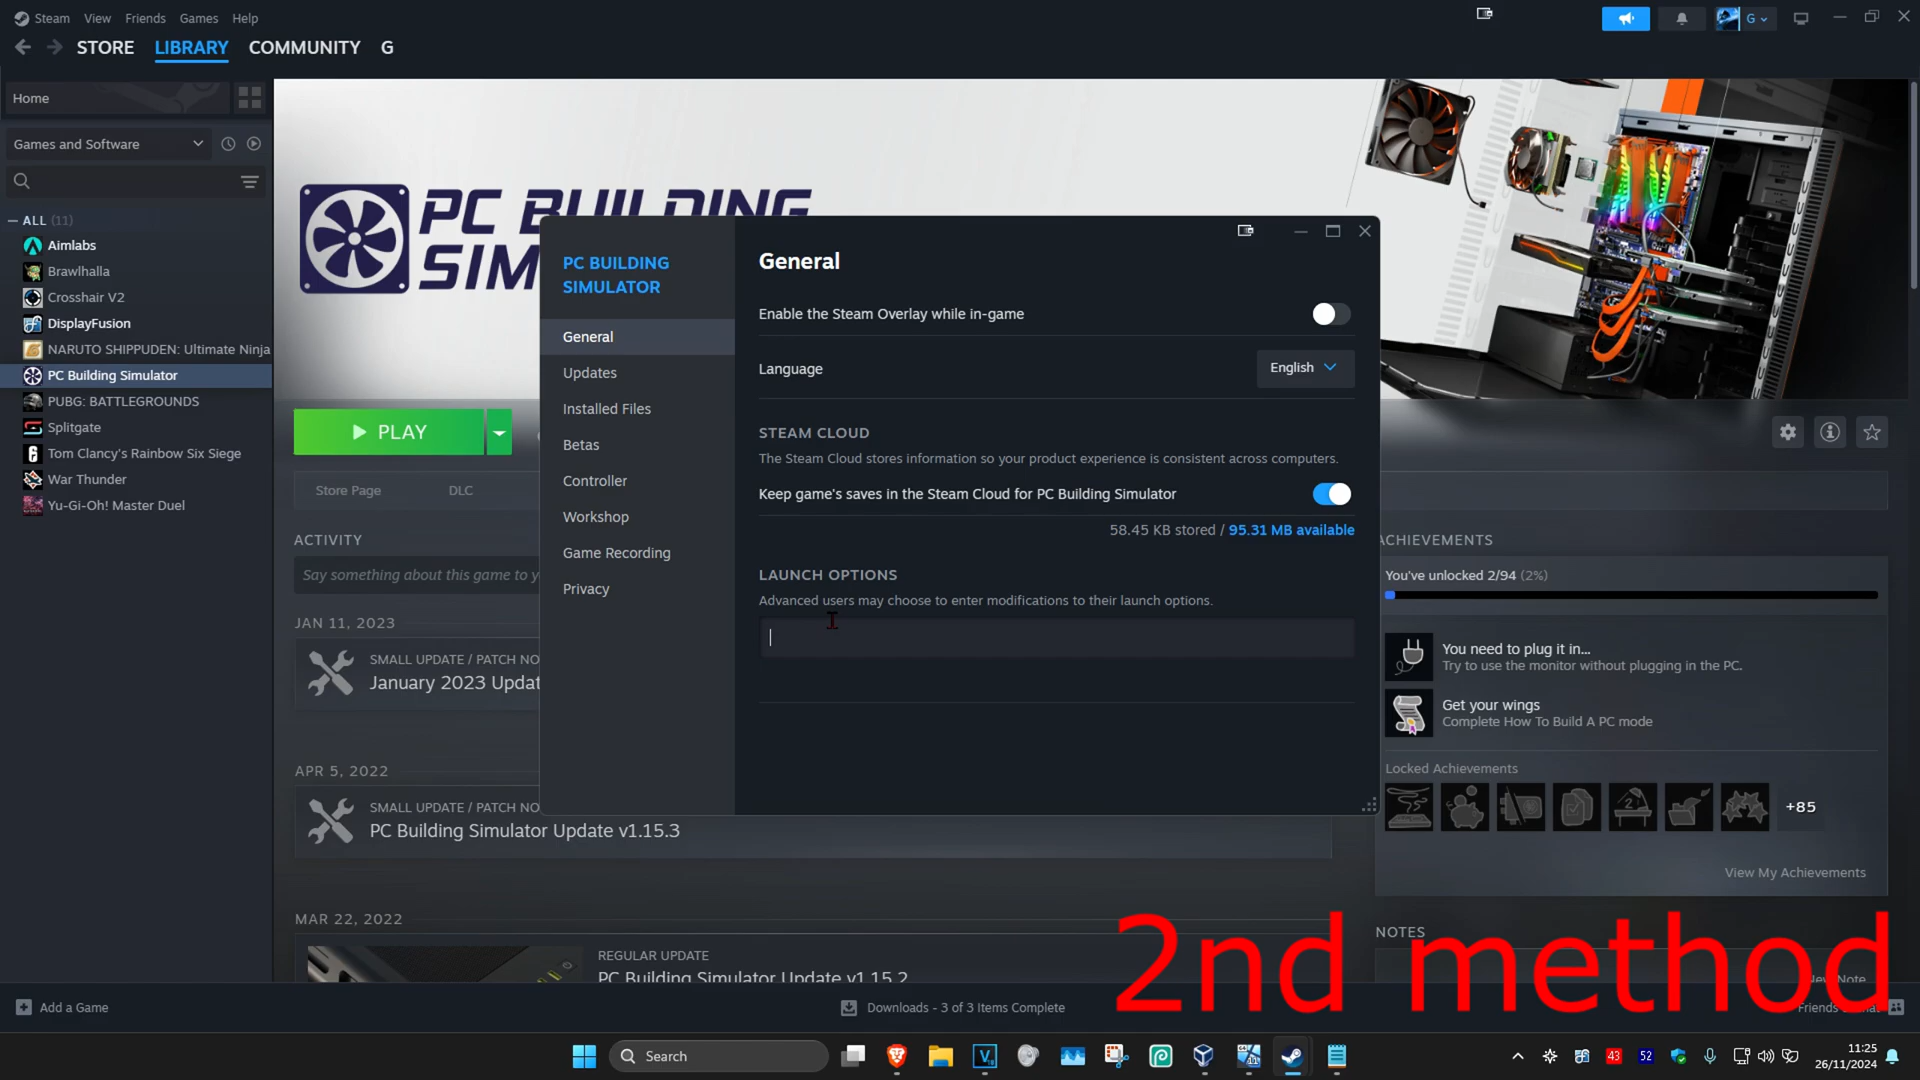 Steam View Friends Games Help
G
STORE LIBRARY COMMUNITY G
Home
Games and Software
— ALL (11)
Aimlabs
Brawlhalla
Crosshair V2
DisplayFusion
NARUTO SHIPPUDEN: Ultimate Ninja
PC Building Simulator
PUBG: BATTLEGROUNDS
Splitgate
Tom Clancy's Rainbow Six Siege
War Thunder
Yu-Gi-Oh! Master Duel
Add a Game
PC BUILDING
SIM
PLAY
Store Page DLC
ACTIVITY
Say something about this game to y
JAN 11, 2023
SMALL UPDATE / PATCH NO
January 2023 Updat
APR 5, 2022
SMALL UPDATE / PATCH NO
PC Building Simulator Update v1.15.3
MAR 22, 2022
REGULAR UPDATE
PC Building Simulator Update v1.15.2
PC BUILDING
SIMULATOR
General
Updates
Installed Files
Betas
Controller
Workshop
Game Recording
Privacy
General
Enable the Steam Overlay while in-game
Language English
STEAM CLOUD
The Steam Cloud stores information so your product experience is consistent across computers.
Keep game's saves in the Steam Cloud for PC Building Simulator
58.45 KB stored / 95.31 MB available
LAUNCH OPTIONS
Advanced users may choose to enter modifications to their launch options.
ACHIEVEMENTS
You've unlocked 2/94 (2%)
You need to plug it in...
Try to use the monitor without plugging in the PC.
Get your wings
Complete How To Build A PC mode
Locked Achievements
+85
View My Achievements
NOTES
2nd method
Downloads - 3 of 3 Items Complete
Search
43 52
11:25
26/11/2024